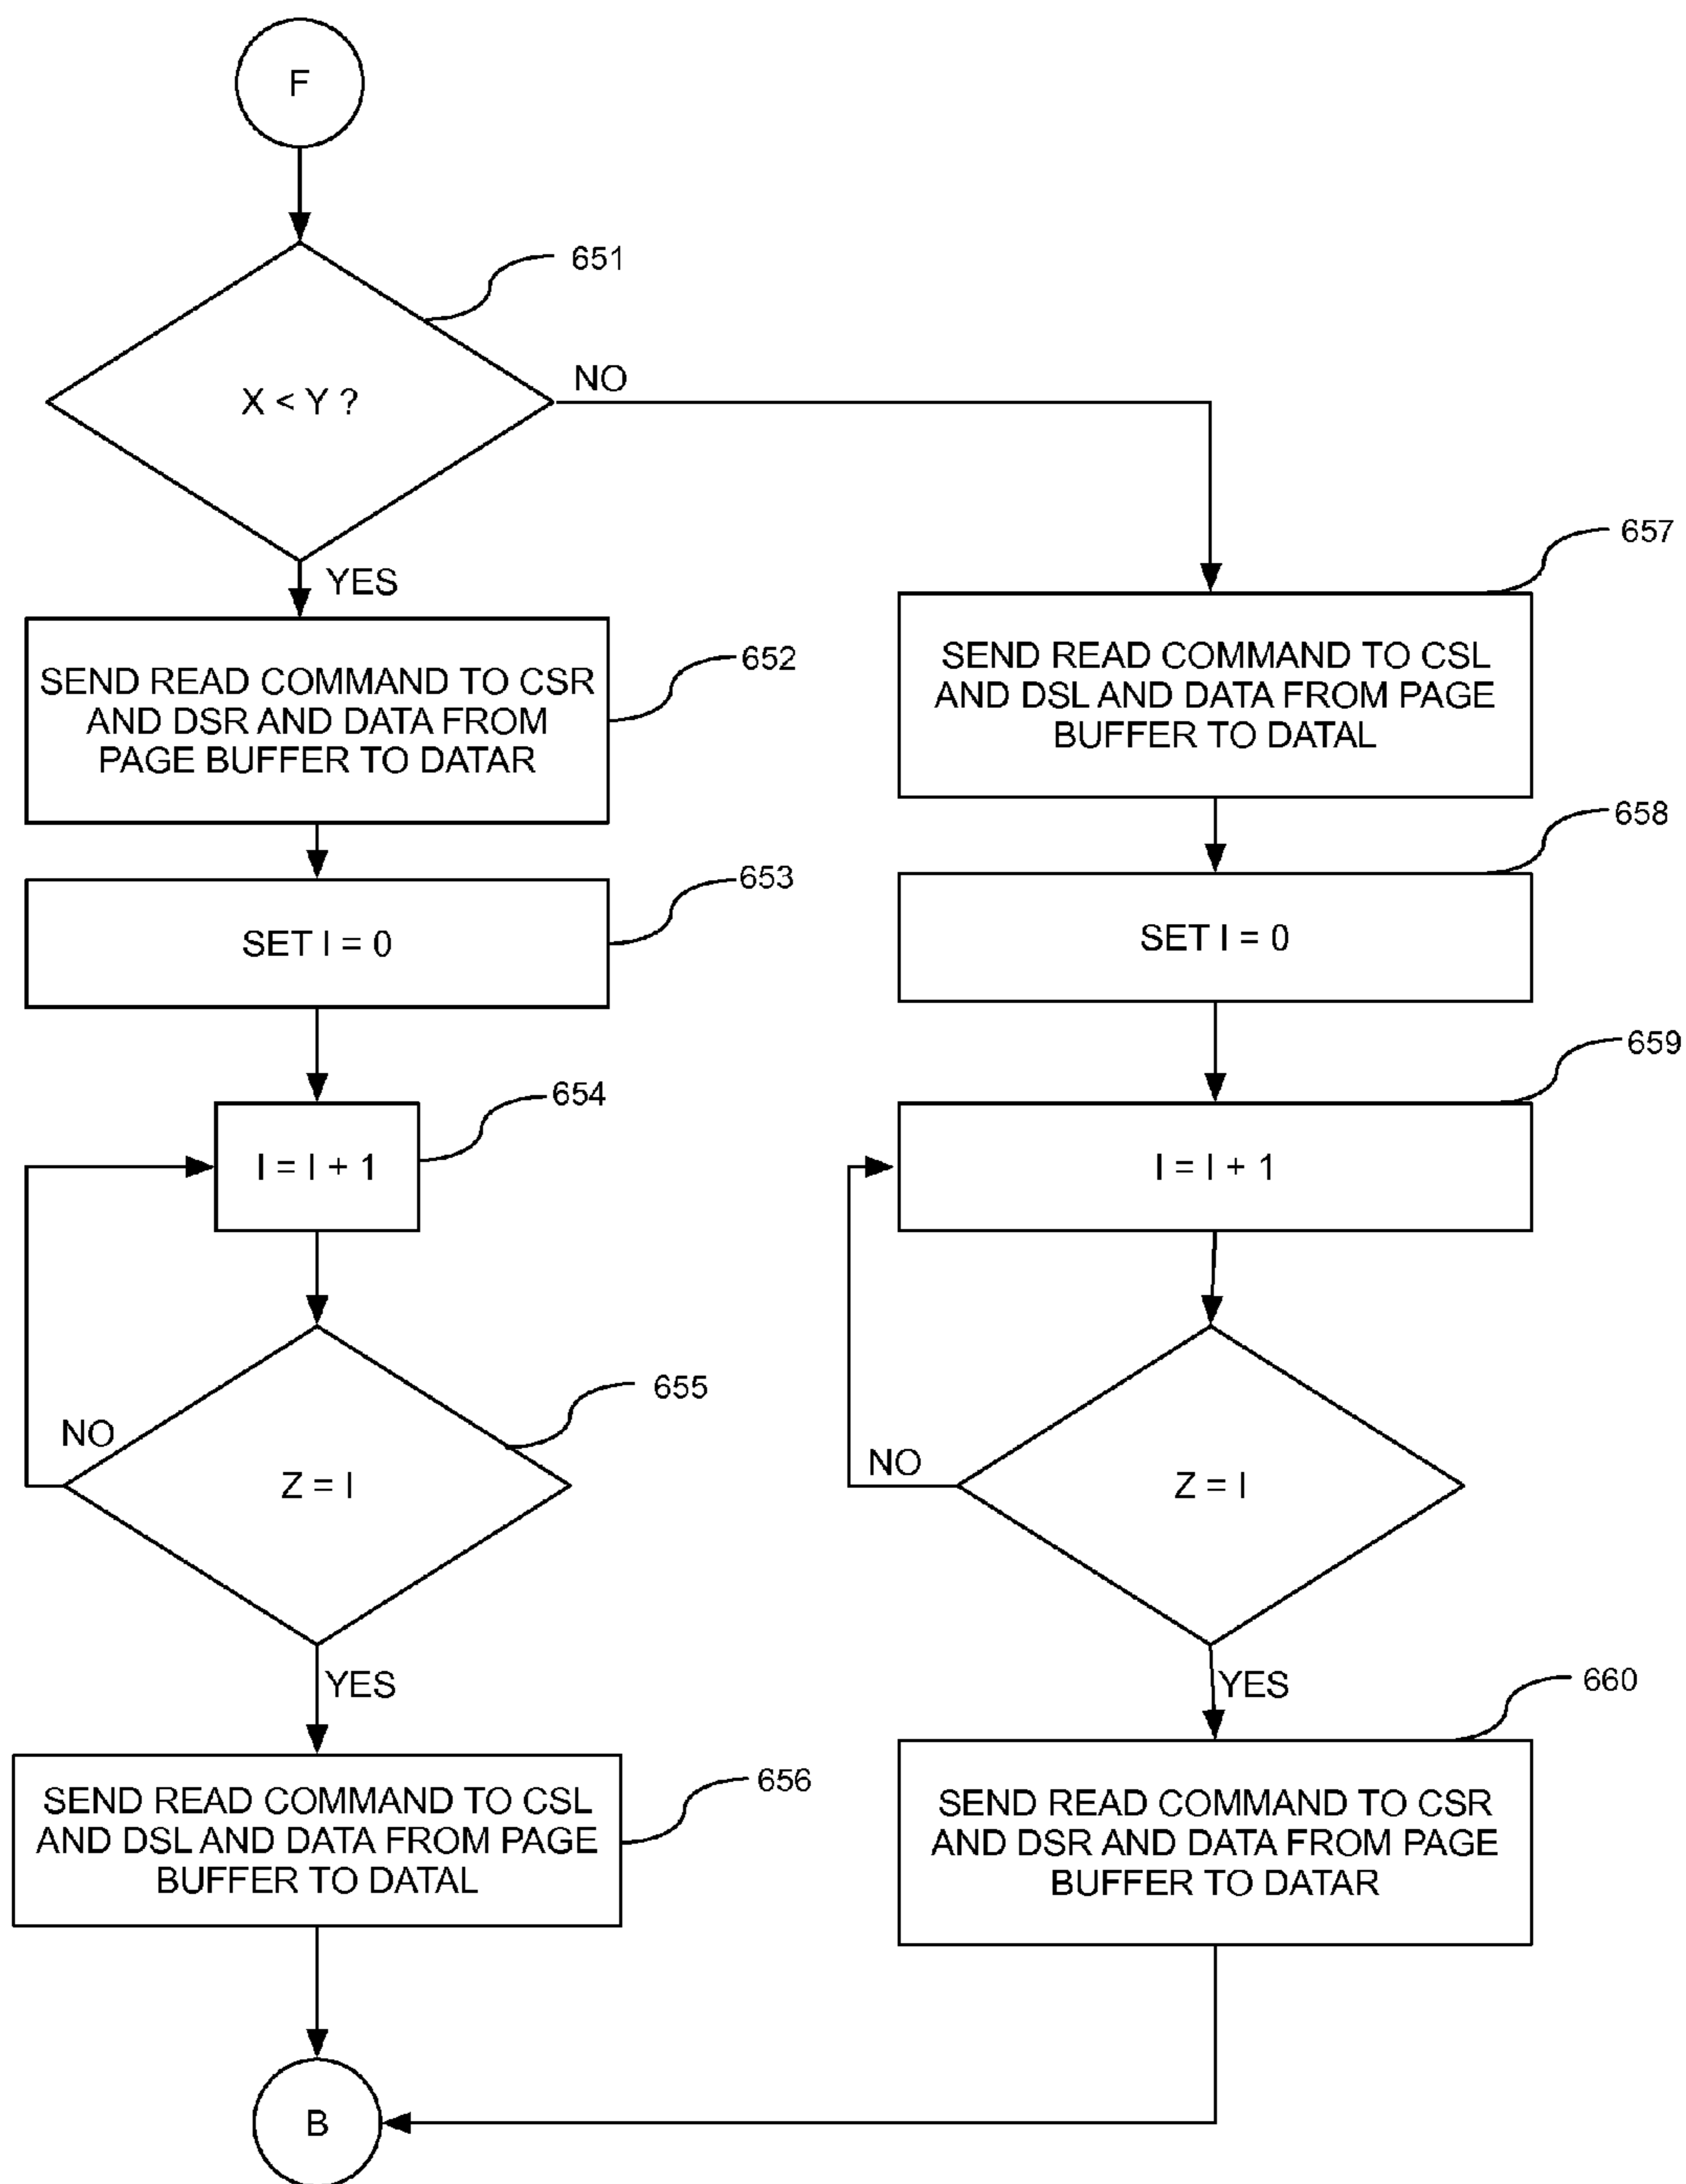 F
651
X < Y ?
NO
YES
652
SEND READ COMMAND TO CSR
AND DSR AND DATA FROM
PAGE BUFFER TO DATAR
653
SET I = 0
654
I = I + 1
655
NO
Z = I
YES
656
SEND READ COMMAND TO CSL
AND DSL AND DATA FROM PAGE
BUFFER TO DATAL
657
SEND READ COMMAND TO CSL
AND DSL AND DATA FROM PAGE
BUFFER TO DATAL
658
SET I = 0
659
I = I + 1
NO
Z = I
YES
660
SEND READ COMMAND TO CSR
AND DSR AND DATA FROM PAGE
BUFFER TO DATAR
B